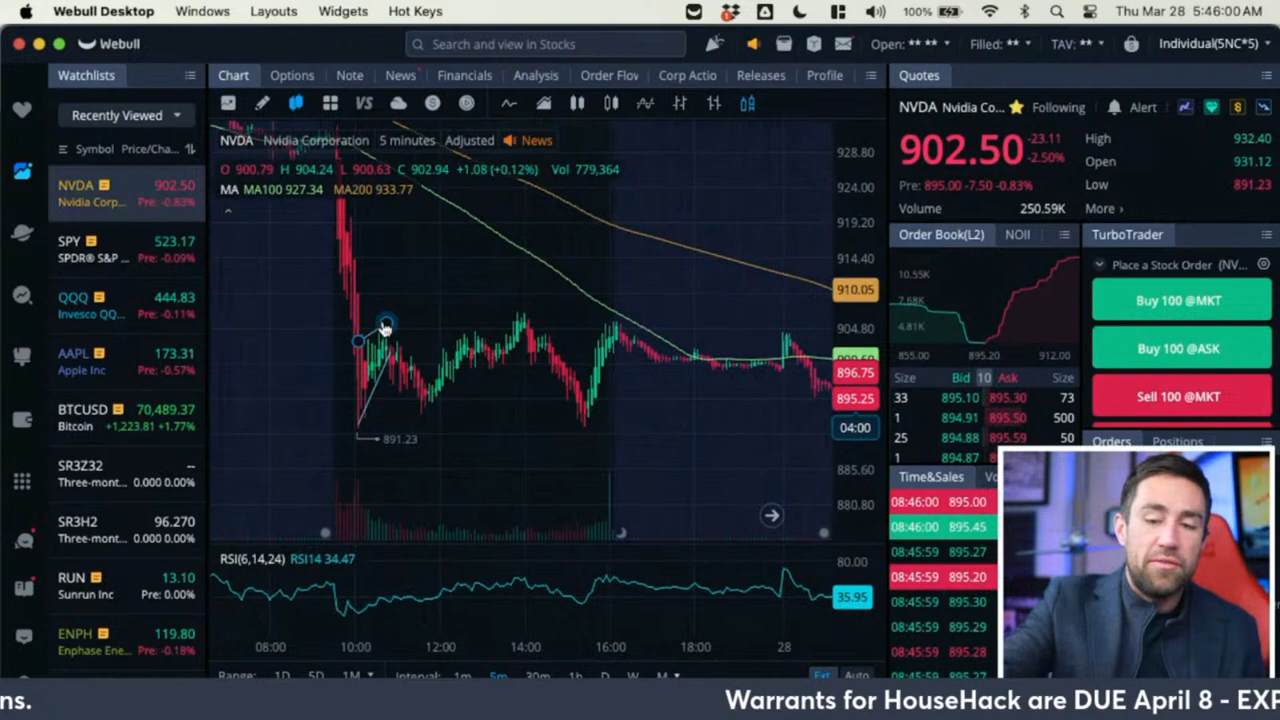 Webull Desktop Windows Layouts Widgets Hot Keys 100% Thu Mar 28 5:46:00 AM
Webull Search and view in Stocks Open: ** ** Filled: ** TAV: ** Individual(5NC*5)
Watchlists
Recently Viewed
Symbol Price/Cha...
NVDA 902.50
Nvidia Corp... Pre: -0.83%
SPY 523.17
SPDR® S&P ... Pre: -0.09%
QQQ 444.83
Invesco QQ... Pre: -0.11%
AAPL 173.31
Apple Inc Pre: -0.57%
BTCUSD 70,489.37
Bitcoin +1,223.81 +1.77%
SR3Z32 --
Three-mont... 0.000 0.00%
SR3H2 96.270
Three-mont... 0.000 0.00%
RUN 13.10
Sunrun Inc Pre: 0.00%
ENPH 119.80
Enphase Ene... Pre: -0.18%
Chart Options Note News Financials Analysis Order Flow Corp Actio Releases Profile
VS
NVDA Nvidia Corporation 5 minutes Adjusted News
O 900.79 H 904.24 L 900.63 C 902.94 +1.08 (+0.12%) Vol 779,364
MA MA100 927.34 MA200 933.77
928.80
924.00
919.20
914.40
910.05
904.80
896.75
895.25
04:00
891.23
885.60
880.80
RSI(6,14,24) RSI14 34.47
80.00
35.95
08:00 10:00 12:00 14:00 16:00 18:00 28
Range: 1D 5D 1M Interval: 1m 5m 30m 1h D W M Ext Auto
Quotes
NVDA Nvidia Co... Following Alert
902.50 -23.11
-2.50%
Pre: 895.00 -7.50 -0.83%
Volume 250.59K
High 932.40
Open 931.12
Low 891.23
More
Order Book(L2) NOII
10.55K
7.68K
4.81K
855.00 895.20 912.00
Size Bid 10 Ask Size
33 895.10 895.30 73
1 894.91 895.50 500
25 894.88 895.59 50
1 894.87
Time&Sales
08:46:00 895.00
08:46:00 895.45
08:45:59 895.27
08:45:59 895.20
08:45:59 895.30
08:45:59 895.29
08:45:59 895.28
TurboTrader
Place a Stock Order (NV...
Buy 100 @MKT
Buy 100 @ASK
Sell 100 @MKT
Orders Positions
ns. Warrants for HouseHack are DUE April 8 - EXP